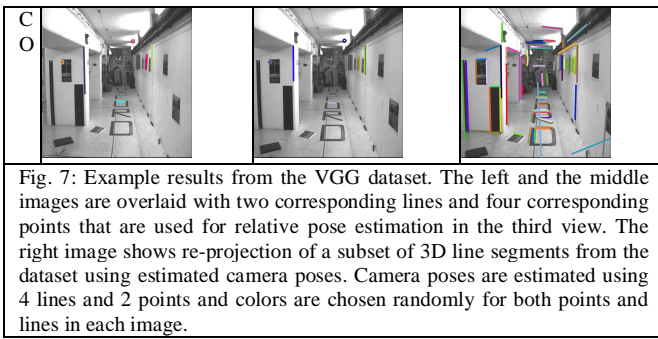 C
O
Fig. 7: Example results from the VGG dataset. The left and the middle
images are overlaid with two corresponding lines and four corresponding
points that are used for relative pose estimation in the third view. The
right image shows re-projection of a subset of 3D line segments from the
dataset using estimated camera poses. Camera poses are estimated using
4 lines and 2 points and colors are chosen randomly for both points and
lines in each image.